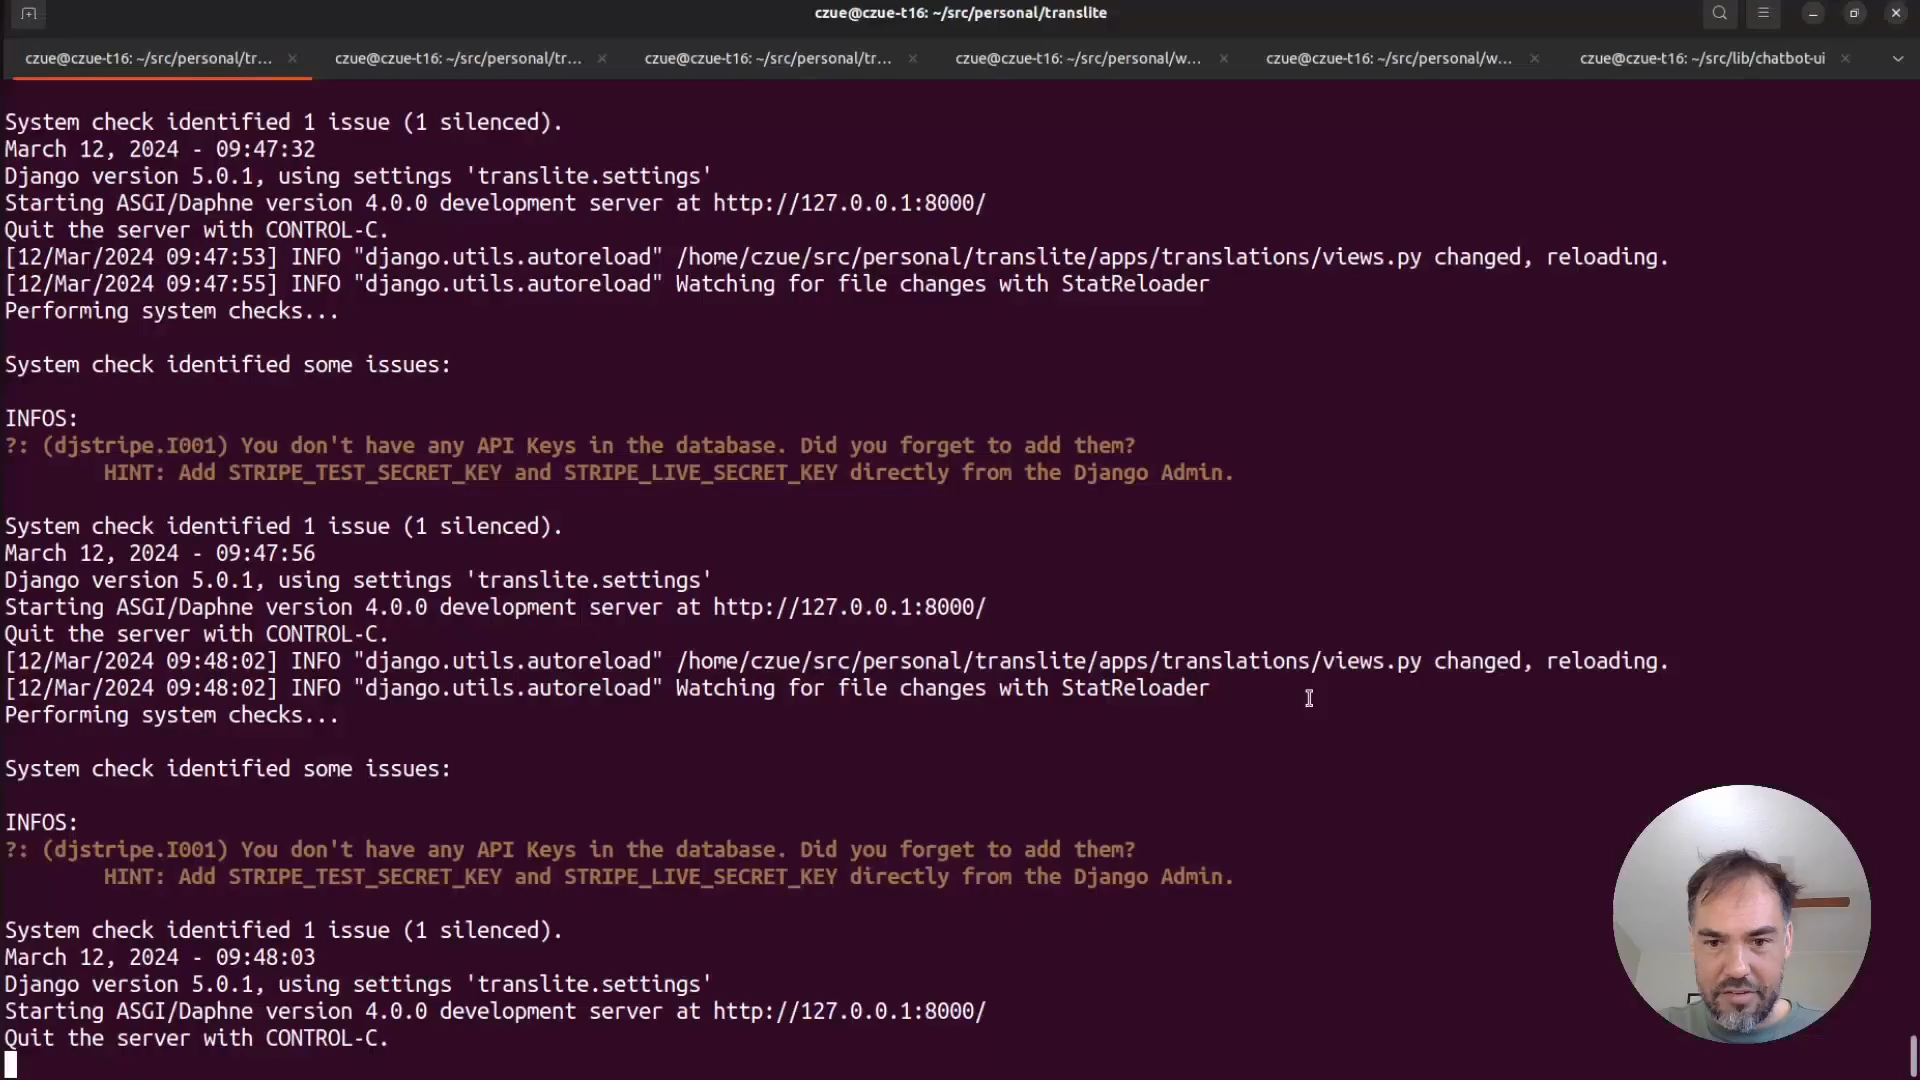 czue@czue-t16: ~/src/personal/translite
czue@czue-t16: ~/src/personal/tr...
czue@czue-t16: ~/src/personal/tr...
czue@czue-t16: ~/src/personal/tr...
czue@czue-t16: ~/src/personal/w...
czue@czue-t16: ~/src/personal/w...
czue@czue-t16: ~/src/lib/chatbot-ui
System check identified 1 issue (1 silenced).
March 12, 2024 - 09:47:32
Django version 5.0.1, using settings 'translite.settings'
Starting ASGI/Daphne version 4.0.0 development server at http://127.0.0.1:8000/
Quit the server with CONTROL-C.
[12/Mar/2024 09:47:53] INFO "django.utils.autoreload" /home/czue/src/personal/translite/apps/translations/views.py changed, reloading.
[12/Mar/2024 09:47:55] INFO "django.utils.autoreload" Watching for file changes with StatReloader
Performing system checks...
System check identified some issues:
INFOS:
?: (djstripe.I001) You don't have any API Keys in the database. Did you forget to add them?
HINT: Add STRIPE_TEST_SECRET_KEY and STRIPE_LIVE_SECRET_KEY directly from the Django Admin.
System check identified 1 issue (1 silenced).
March 12, 2024 - 09:47:56
Django version 5.0.1, using settings 'translite.settings'
Starting ASGI/Daphne version 4.0.0 development server at http://127.0.0.1:8000/
Quit the server with CONTROL-C.
[12/Mar/2024 09:48:02] INFO "django.utils.autoreload" /home/czue/src/personal/translite/apps/translations/views.py changed, reloading.
[12/Mar/2024 09:48:02] INFO "django.utils.autoreload" Watching for file changes with StatReloader
Performing system checks...
System check identified some issues:
INFOS:
?: (djstripe.I001) You don't have any API Keys in the database. Did you forget to add them?
HINT: Add STRIPE_TEST_SECRET_KEY and STRIPE_LIVE_SECRET_KEY directly from the Django Admin.
System check identified 1 issue (1 silenced).
March 12, 2024 - 09:48:03
Django version 5.0.1, using settings 'translite.settings'
Starting ASGI/Daphne version 4.0.0 development server at http://127.0.0.1:8000/
Quit the server with CONTROL-C.